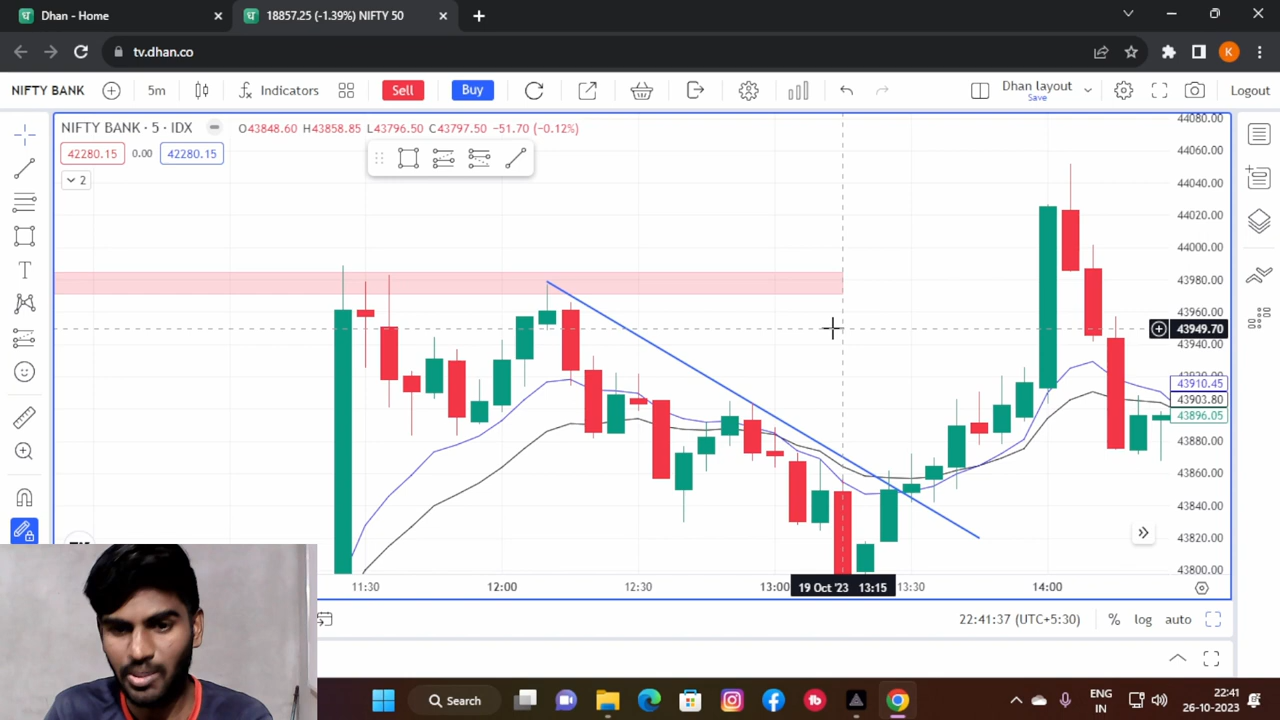 Dhan - Home
18857.25 (-1.39%) NIFTY 50
tv.dhan.co
K
NIFTY BANK
5m
Indicators
Sell
Buy
Dhan layout
Save
Logout
NIFTY BANK · 5 · IDX
O43848.60 H43858.85 L43796.50 C43797.50 -51.70 (-0.12%)
42280.15
0.00
42280.15
2
44080.00
44060.00
44040.00
44020.00
44000.00
43980.00
43960.00
43949.70
43940.00
43910.45
43903.80
43896.05
43880.00
43860.00
43840.00
43820.00
43800.00
11:30
12:00
12:30
13:00
19 Oct '23 13:15
13:30
14:00
22:41:37 (UTC+5:30)
%
log
auto
Search
ENG
IN
22:41
26-10-2023